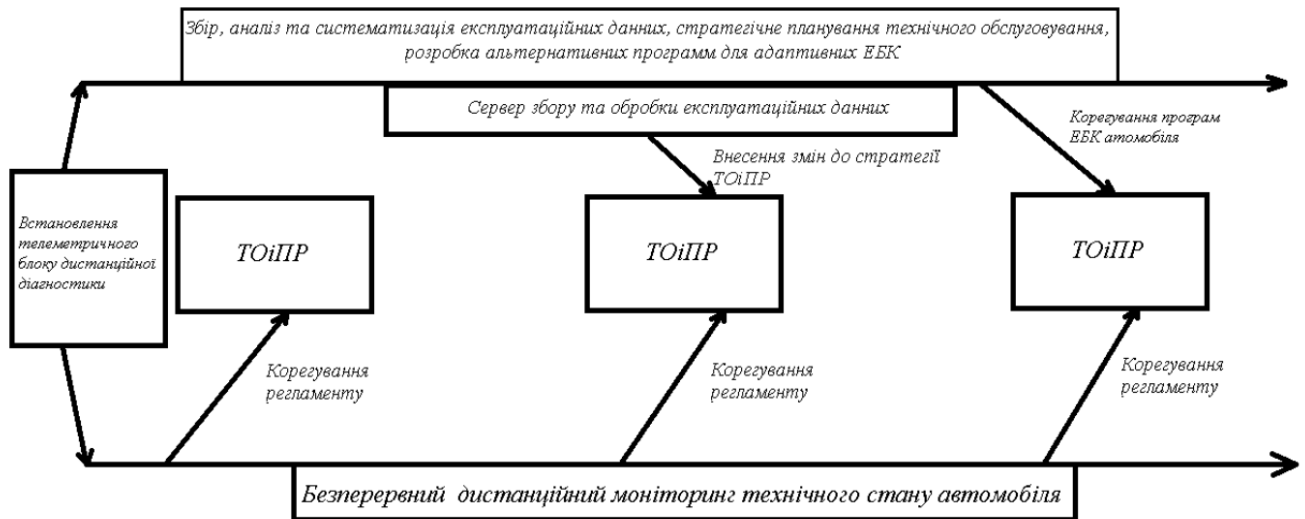 Збір, аналіз та систематизація експлуатаційних данних, стратегічне планування технічного обслуговування,
розробка альтернативних програм для адаптивних ЕБК
Сервер збору та обробки експлуатаційних данних
Корегування програм
ЕБК атомобіля
Внесення змін до стратегії
ТОіПР
Встановлення
телеметричного
блоку дистанційної
діагностики
ТОіПР
ТОіПР
ТОіПР
Корегування
регламенту
Корегування
регламенту
Корегування
регламенту
Безперервний дистанційний моніторинг технічного стану автомобіля